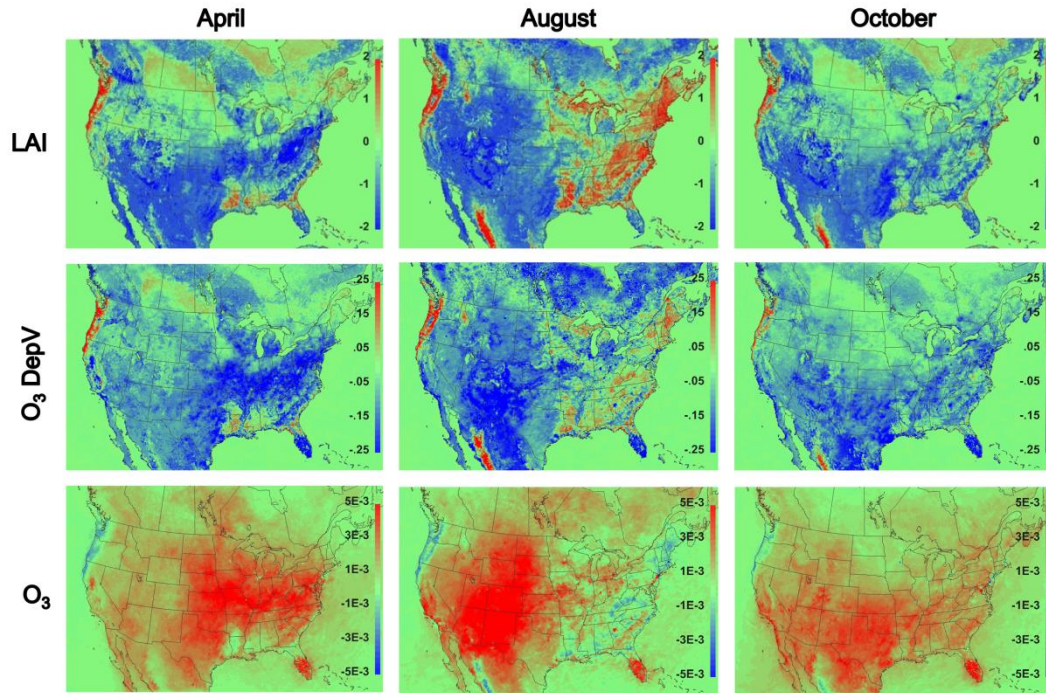 April August October
LAI
2
1
0
-1
-2
2
1
0
-1
-2
2
1
0
-1
-2
O3 DepV
.25
.15
.05
-.05
-.15
-.25
.25
.15
.05
-.05
-.15
-.25
.25
.15
.05
-.05
-.15
-.25
O3
5E-3
3E-3
1E-3
-1E-3
-3E-3
-5E-3
5E-3
3E-3
1E-3
-1E-3
-3E-3
-5E-3
5E-3
3E-3
1E-3
-1E-3
-3E-3
-5E-3